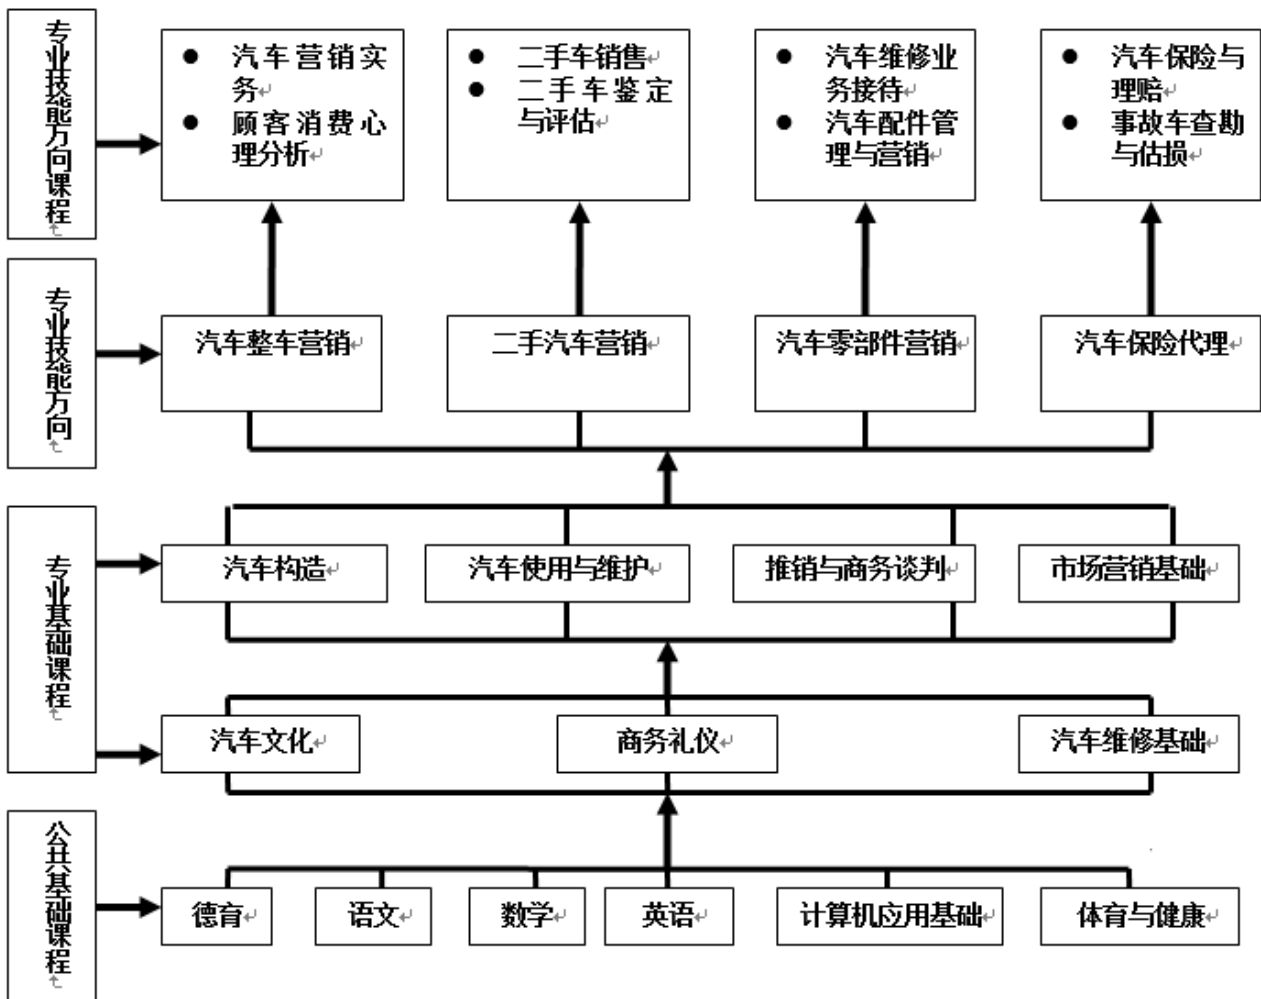 专业技能方向课程
汽车营销实
务
顾客消费心
理分析
二手车销售
二手车鉴定
与评估
汽车维修业
务接待
汽车配件管
理与营销
汽车保险与
理赔
事故车查勘
与估损
专业技能方向
汽车整车营销
二手汽车营销
汽车零部件营销
汽车保险代理
专业基础课程
汽车构造
汽车使用与维护
推销与商务谈判
市场营销基础
汽车文化
商务礼仪
汽车维修基础
公共基础课程
德育
语文
数学
英语
计算机应用基础
体育与健康